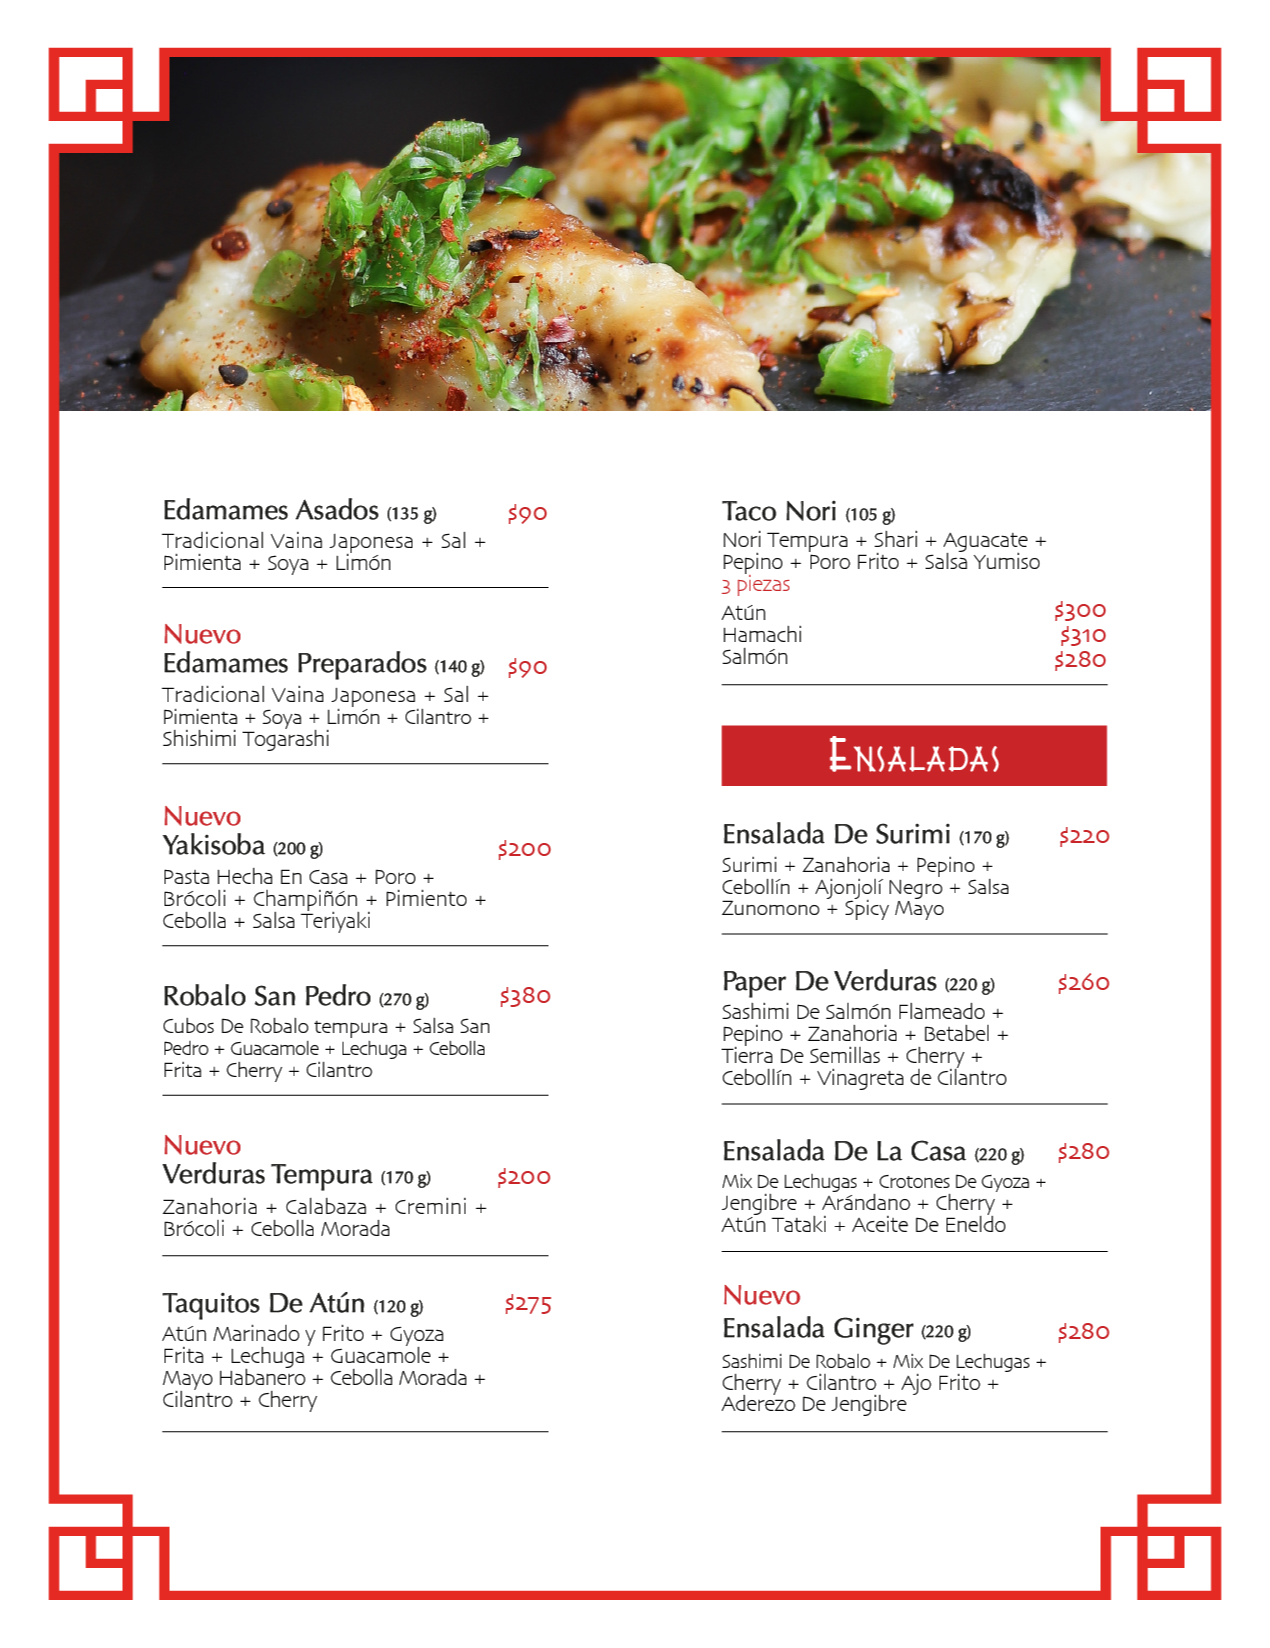 Edamames Asados (135 g) $90
Tradicional Vaina Japonesa + Sal +
Pimienta + Soya + Limón
Nuevo
Edamames Preparados (140 g) $90
Tradicional Vaina Japonesa + Sal +
Pimienta + Soya + Limón + Cilantro +
Shishimi Togarashi
Nuevo
Yakisoba (200 g) $200
Pasta Hecha En Casa + Poro +
Brócoli + Champiñón + Pimiento +
Cebolla + Salsa Teriyaki
Robalo San Pedro (270 g) $380
Cubos De Robalo tempura + Salsa San
Pedro + Guacamole + Lechuga + Cebolla
Frita + Cherry + Cilantro
Nuevo
Verduras Tempura (170 g) $200
Zanahoria + Calabaza + Cremini +
Brócoli + Cebolla Morada
Taquitos De Atún (120 g) $275
Atún Marinado y Frito + Gyoza
Frita + Lechuga + Guacamole +
Mayo Habanero + Cebolla Morada +
Cilantro + Cherry
Taco Nori (105 g)
Nori Tempura + Shari + Aguacate +
Pepino + Poro Frito + Salsa Yumiso
3 piezas
Atún $300
Hamachi $310
Salmón $280
Ensaladas
Ensalada De Surimi (170 g) $220
Surimi + Zanahoria + Pepino +
Cebollín + Ajonjolí Negro + Salsa
Zunomono + Spicy Mayo
Paper De Verduras (220 g) $260
Sashimi De Salmón Flameado +
Pepino + Zanahoria + Betabel +
Tierra De Semillas + Cherry +
Cebollín + Vinagreta de Cilantro
Ensalada De La Casa (220 g) $280
Mix De Lechugas + Crotones De Gyoza +
Jengibre + Arándano + Cherry +
Atún Tataki + Aceite De Eneldo
Nuevo
Ensalada Ginger (220 g) $280
Sashimi De Robalo + Mix De Lechugas +
Cherry + Cilantro + Ajo Frito +
Aderezo De Jengibre